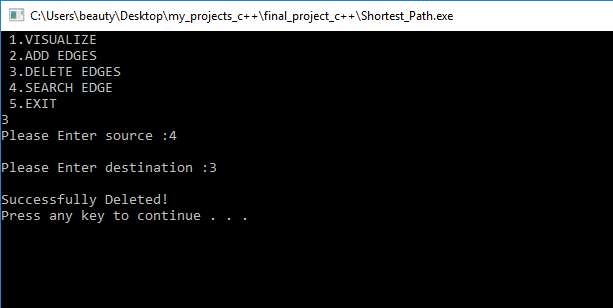 C:\Users\beauty\Desktop\my_projects_c++\final_project_c++\Shortest_Path.exe
1.VISUALIZE
2.ADD EDGES
3.DELETE EDGES
4.SEARCH EDGE
5.EXIT
3
Please Enter source :4
Please Enter destination :3
Successfully Deleted!
Press any key to continue . . .